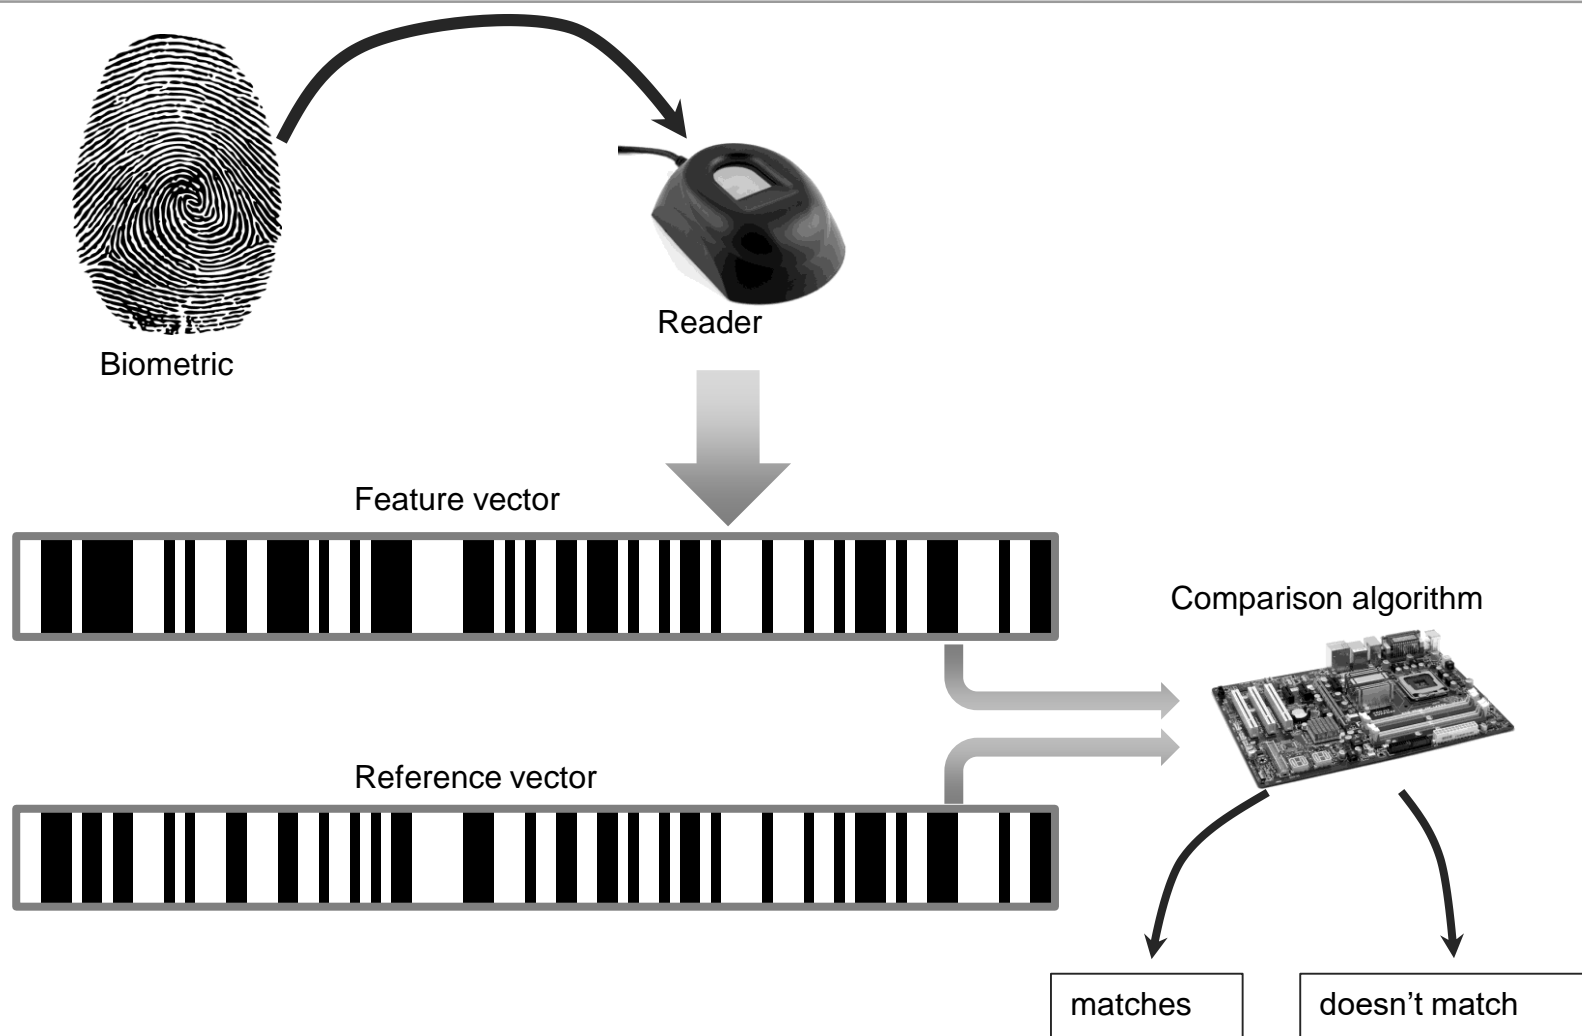 Biometric
Reader
Feature vector
Comparison algorithm
Reference vector
matches
doesn’t match